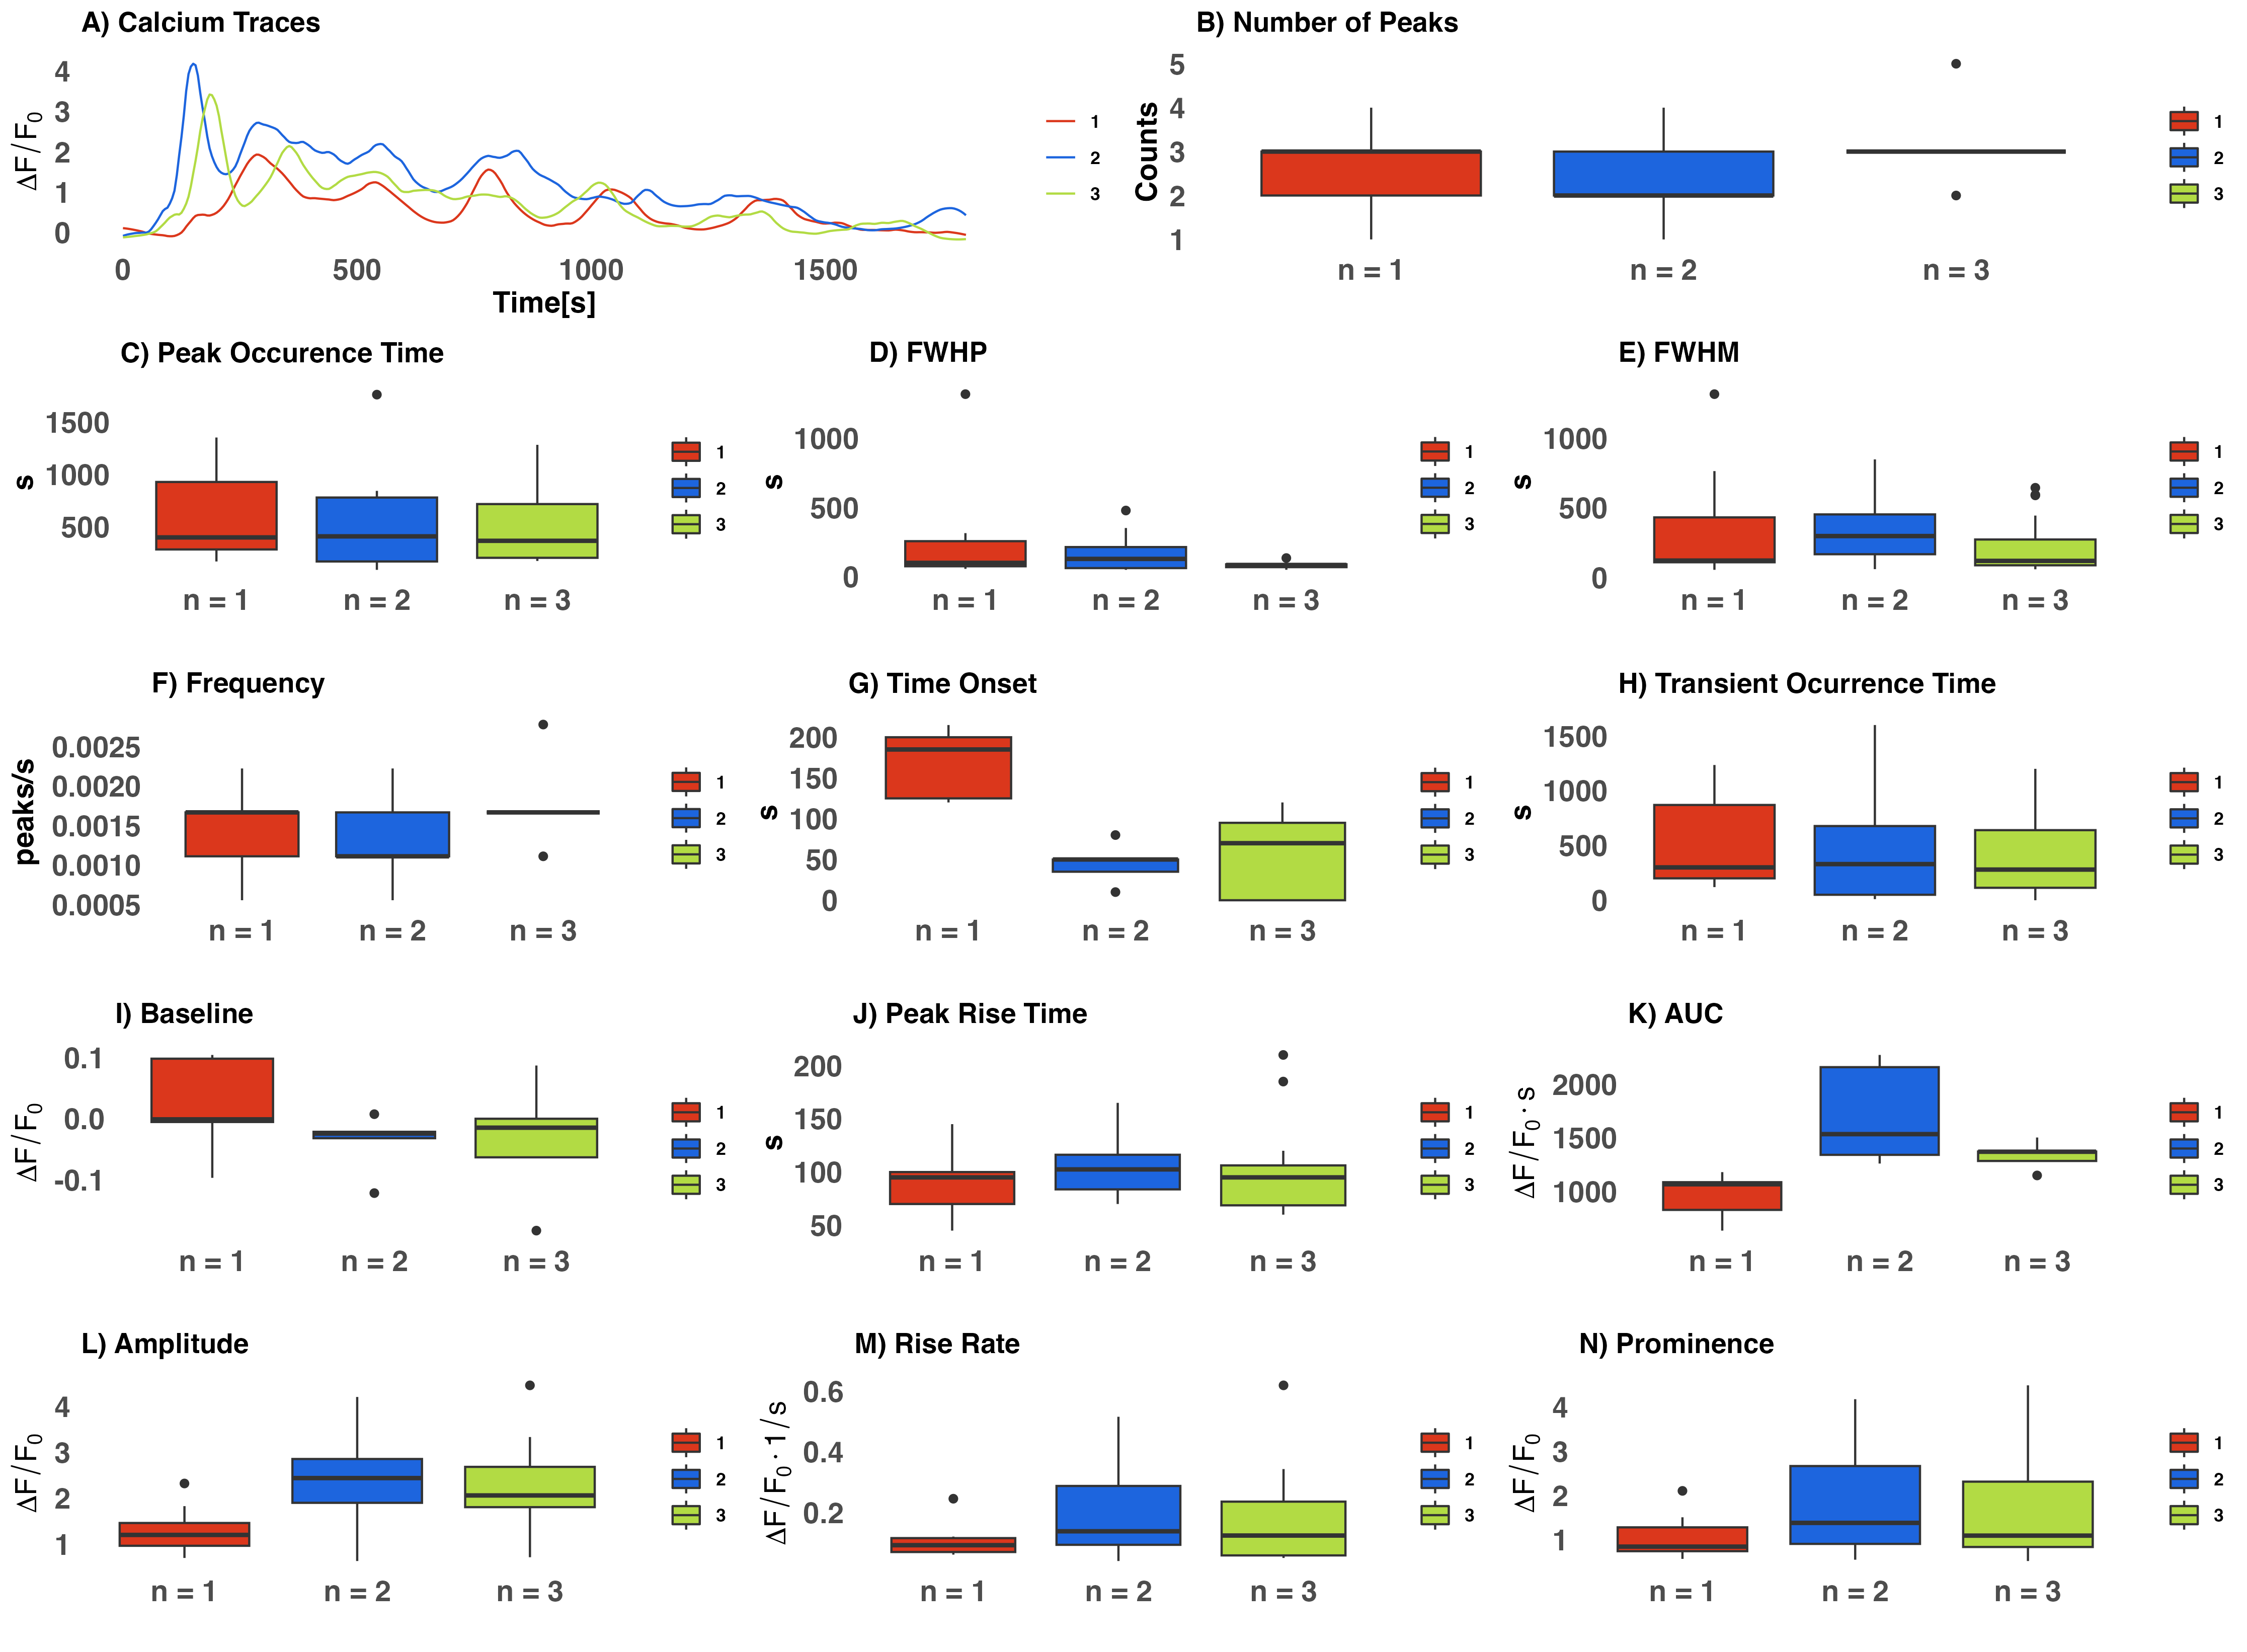 A) Calcium Traces
4
3
2
1
0
ΔF/F0
0 500 1000 1500
Time[s]
1
2
3
B) Number of Peaks
5
4
3
2
1
Counts
n = 1 n = 2 n = 3
1
2
3
C) Peak Occurence Time
1500
1000
500
s
n = 1 n = 2 n = 3
1
2
3
D) FWHP
1000
500
0
s
n = 1 n = 2 n = 3
1
2
3
E) FWHM
1000
500
0
s
n = 1 n = 2 n = 3
1
2
3
F) Frequency
0.0025
0.0020
0.0015
0.0010
0.0005
peaks/s
n = 1 n = 2 n = 3
1
2
3
G) Time Onset
200
150
100
50
0
s
n = 1 n = 2 n = 3
1
2
3
H) Transient Ocurrence Time
1500
1000
500
0
s
n = 1 n = 2 n = 3
1
2
3
I) Baseline
0.1
0.0
-0.1
ΔF/F0
n = 1 n = 2 n = 3
1
2
3
J) Peak Rise Time
200
150
100
50
s
n = 1 n = 2 n = 3
1
2
3
K) AUC
2000
1500
1000
ΔF/F0·s
n = 1 n = 2 n = 3
1
2
3
L) Amplitude
4
3
2
1
ΔF/F0
n = 1 n = 2 n = 3
1
2
3
M) Rise Rate
0.6
0.4
0.2
ΔF/F0·1/s
n = 1 n = 2 n = 3
1
2
3
N) Prominence
4
3
2
1
ΔF/F0
n = 1 n = 2 n = 3
1
2
3